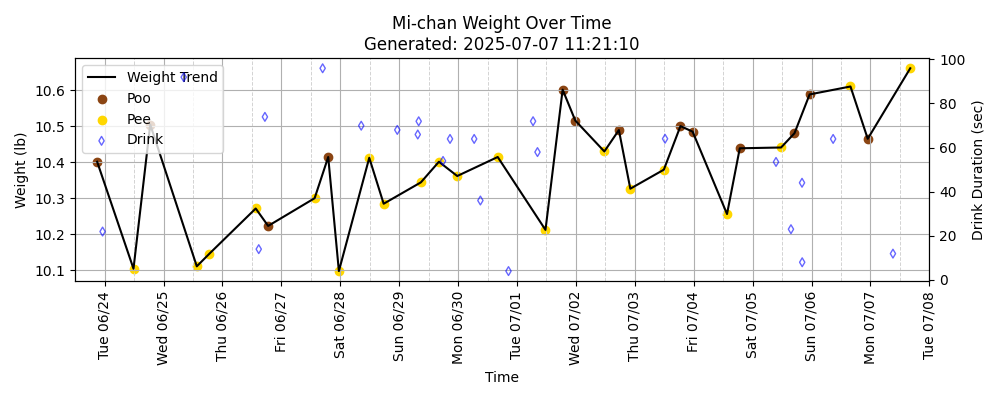 Mi-chan Weight Over Time
Generated: 2025-07-07 11:21:10
Weight (lb)
10.6
10.5
10.4
10.3
10.2
10.1
Weight Trend
Poo
Pee
Drink
100
80
60
40
20
0
Drink Duration (sec)
Tue 06/24
Wed 06/25
Thu 06/26
Fri 06/27
Sat 06/28
Sun 06/29
Mon 06/30
Tue 07/01
Wed 07/02
Thu 07/03
Fri 07/04
Sat 07/05
Sun 07/06
Mon 07/07
Tue 07/08
Time